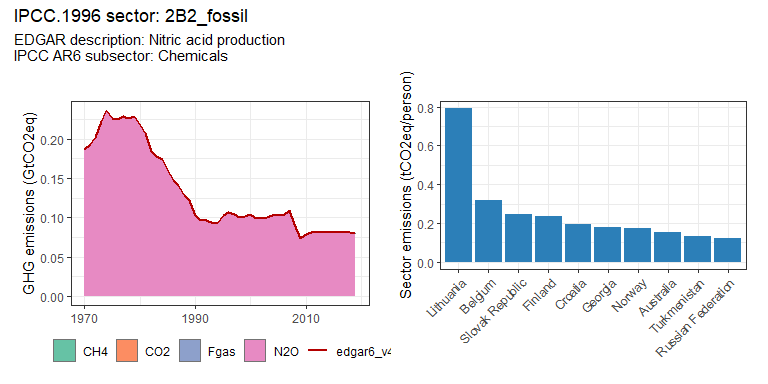 IPCC.1996 sector: 2B2_fossil
EDGAR description: Nitric acid production
IPCC AR6 subsector: Chemicals
GHG emissions (GtCO2eq)
0.20
0.15
0.10
0.05
0.00
1970
1990
2010
CH4
CO2
Fgas
N2O
edgar6_v4
Sector emissions (tCO2eq/person)
0.8
0.6
0.4
0.2
0.0
Lithuania
Belgium
Slovak Republic
Finland
Croatia
Georgia
Norway
Australia
Turkmenistan
Russian Federation